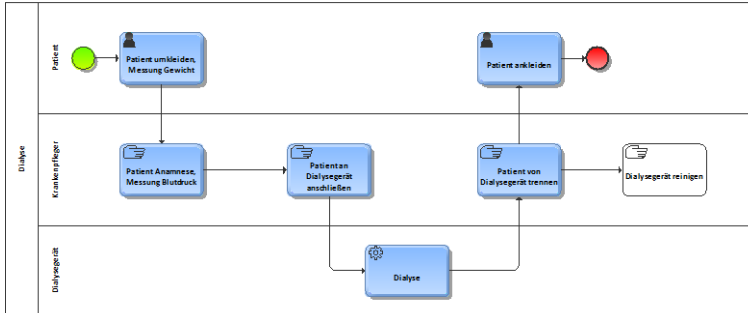 Dialyse
Patient
Patient umkleiden,
Messung Gewicht
Patient ankleiden
Krankenpfleger
Patient Anamnese,
Messung Blutdruck
Patient an
Dialysegerät
anschließen
Patient von
Dialysegerät trennen
Dialysegerät reinigen
Dialysegerät
Dialyse